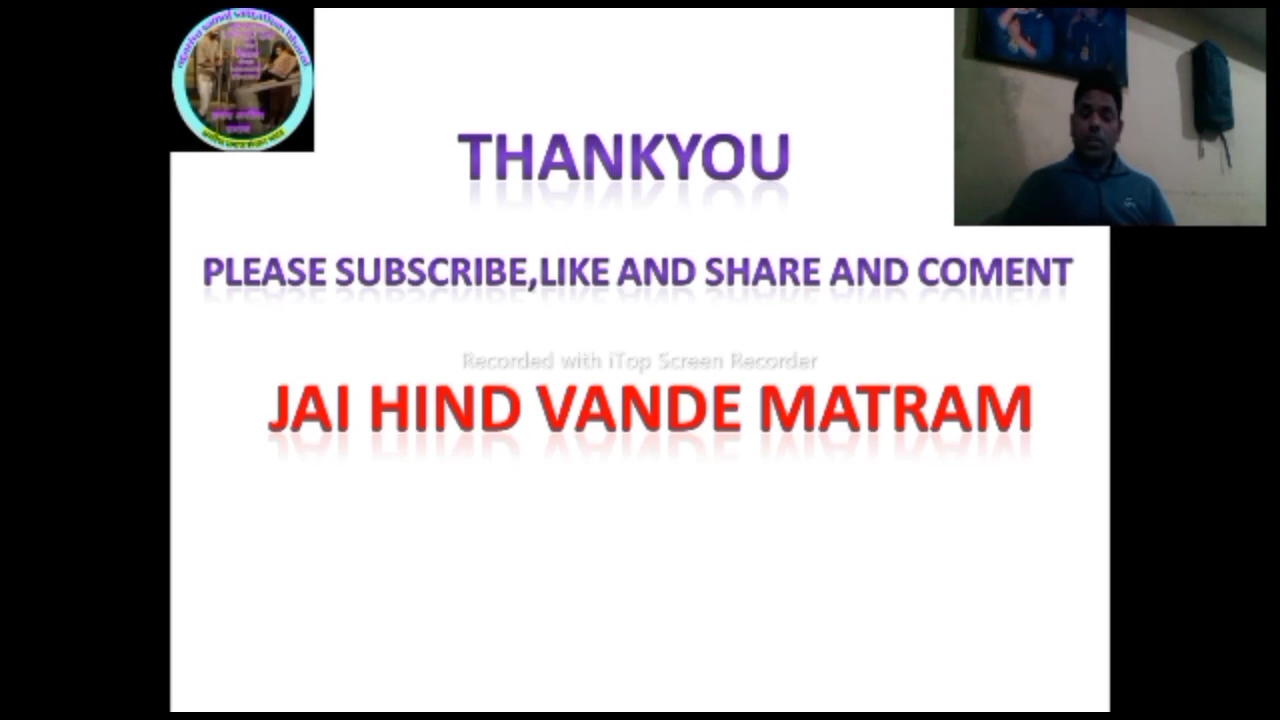 THANKYOU
PLEASE SUBSCRIBE,LIKE AND SHARE AND COMENT
Recorded with iTop Screen Recorder
JAI HIND VANDE MATRAM